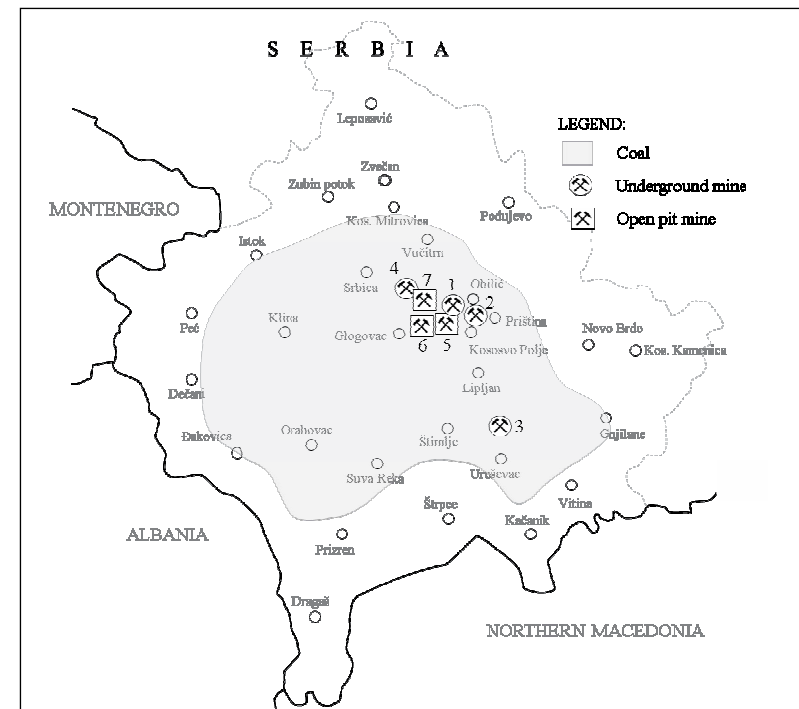 S E R B I A
Leposavić
LEGEND:
Coal
Underground mine
Open pit mine
Zvečan
Zubin potok
MONTENEGRO
Kos. Mitrovica
Podujevo
Istok
Vučitrn
4
7
1
2
Srbica
Obilić
Peć
Klina
Glogovac
6
5
Priština
Kososvo Polje
Novo Brdo
Kos. Kamenica
Dečani
Lipljan
Đakovica
Orahovac
Štimlje
3
Gnjilane
Suva Reka
Uroševac
Štrpce
Vitina
ALBANIA
Kačanik
Prizren
Dragaš
NORTHERN MACEDONIA